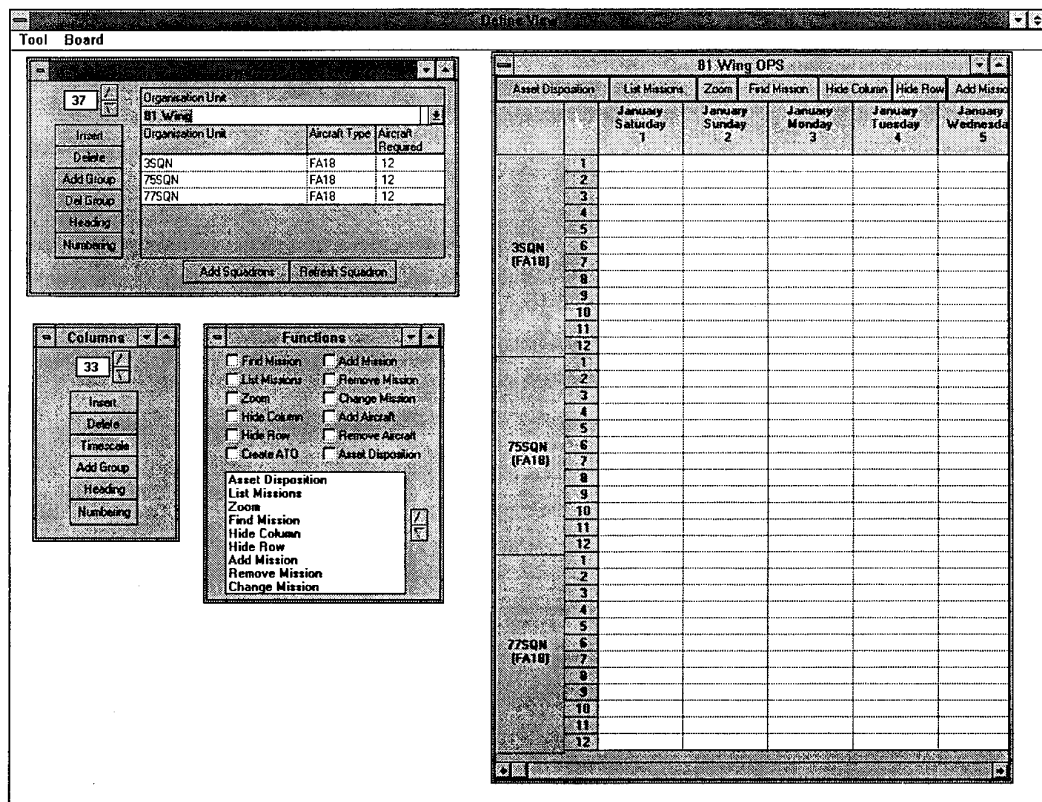 Define View
Tool Board
37
Organisation Unit
81 Wing
Organisation Unit Aircraft Type Aircraft Required
3SQN FA18 12
75SQN FA18 12
77SQN FA18 12
Insert
Delete
Add Group
Del Group
Heading
Numbering
Add Squadrons Refresh Squadron
Columns
33
Insert
Delete
Timescale
Add Group
Heading
Numbering
Functions
Find Mission Add Mission
List Missions Remove Mission
Zoom Change Mission
Hide Column Add Aircraft
Hide Row Remove Aircraft
Create ATO Asset Disposition
Asset Disposition
List Missions
Zoom
Find Mission
Hide Column
Hide Row
Add Mission
Remove Mission
Change Mission
81 Wing OPS
Asset Disposition List Missions Zoom Find Mission Hide Column Hide Row Add Missio
January Saturday 1
January Sunday 2
January Monday 3
January Tuesday 4
January Wednesda 5
3SQN (FA18)
1
2
3
4
5
6
7
8
9
10
11
12
75SQN (FA18)
1
2
3
4
5
6
7
8
9
10
11
12
77SQN (FA18)
1
2
3
4
5
6
7
8
9
10
11
12